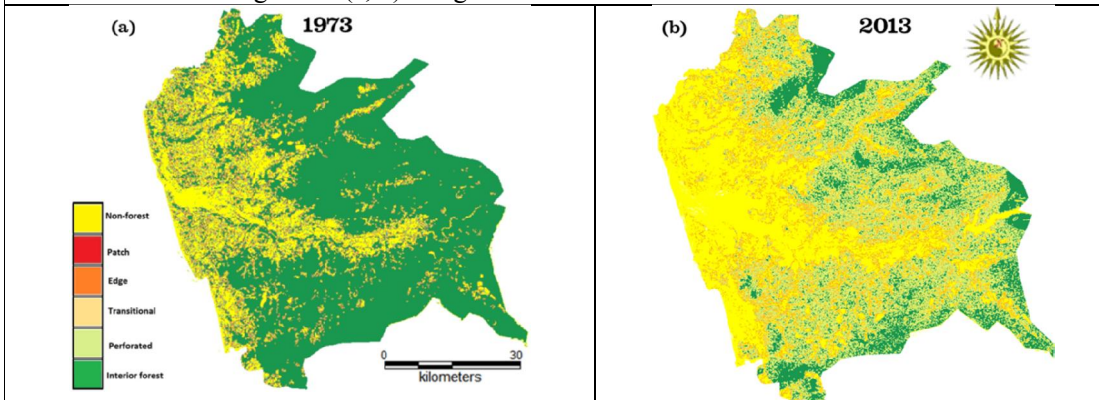 (a) 1973
(b) 2013
Non-forest
Patch
Edge
Transitional
Perforated
Interior forest
0 30
kilometers